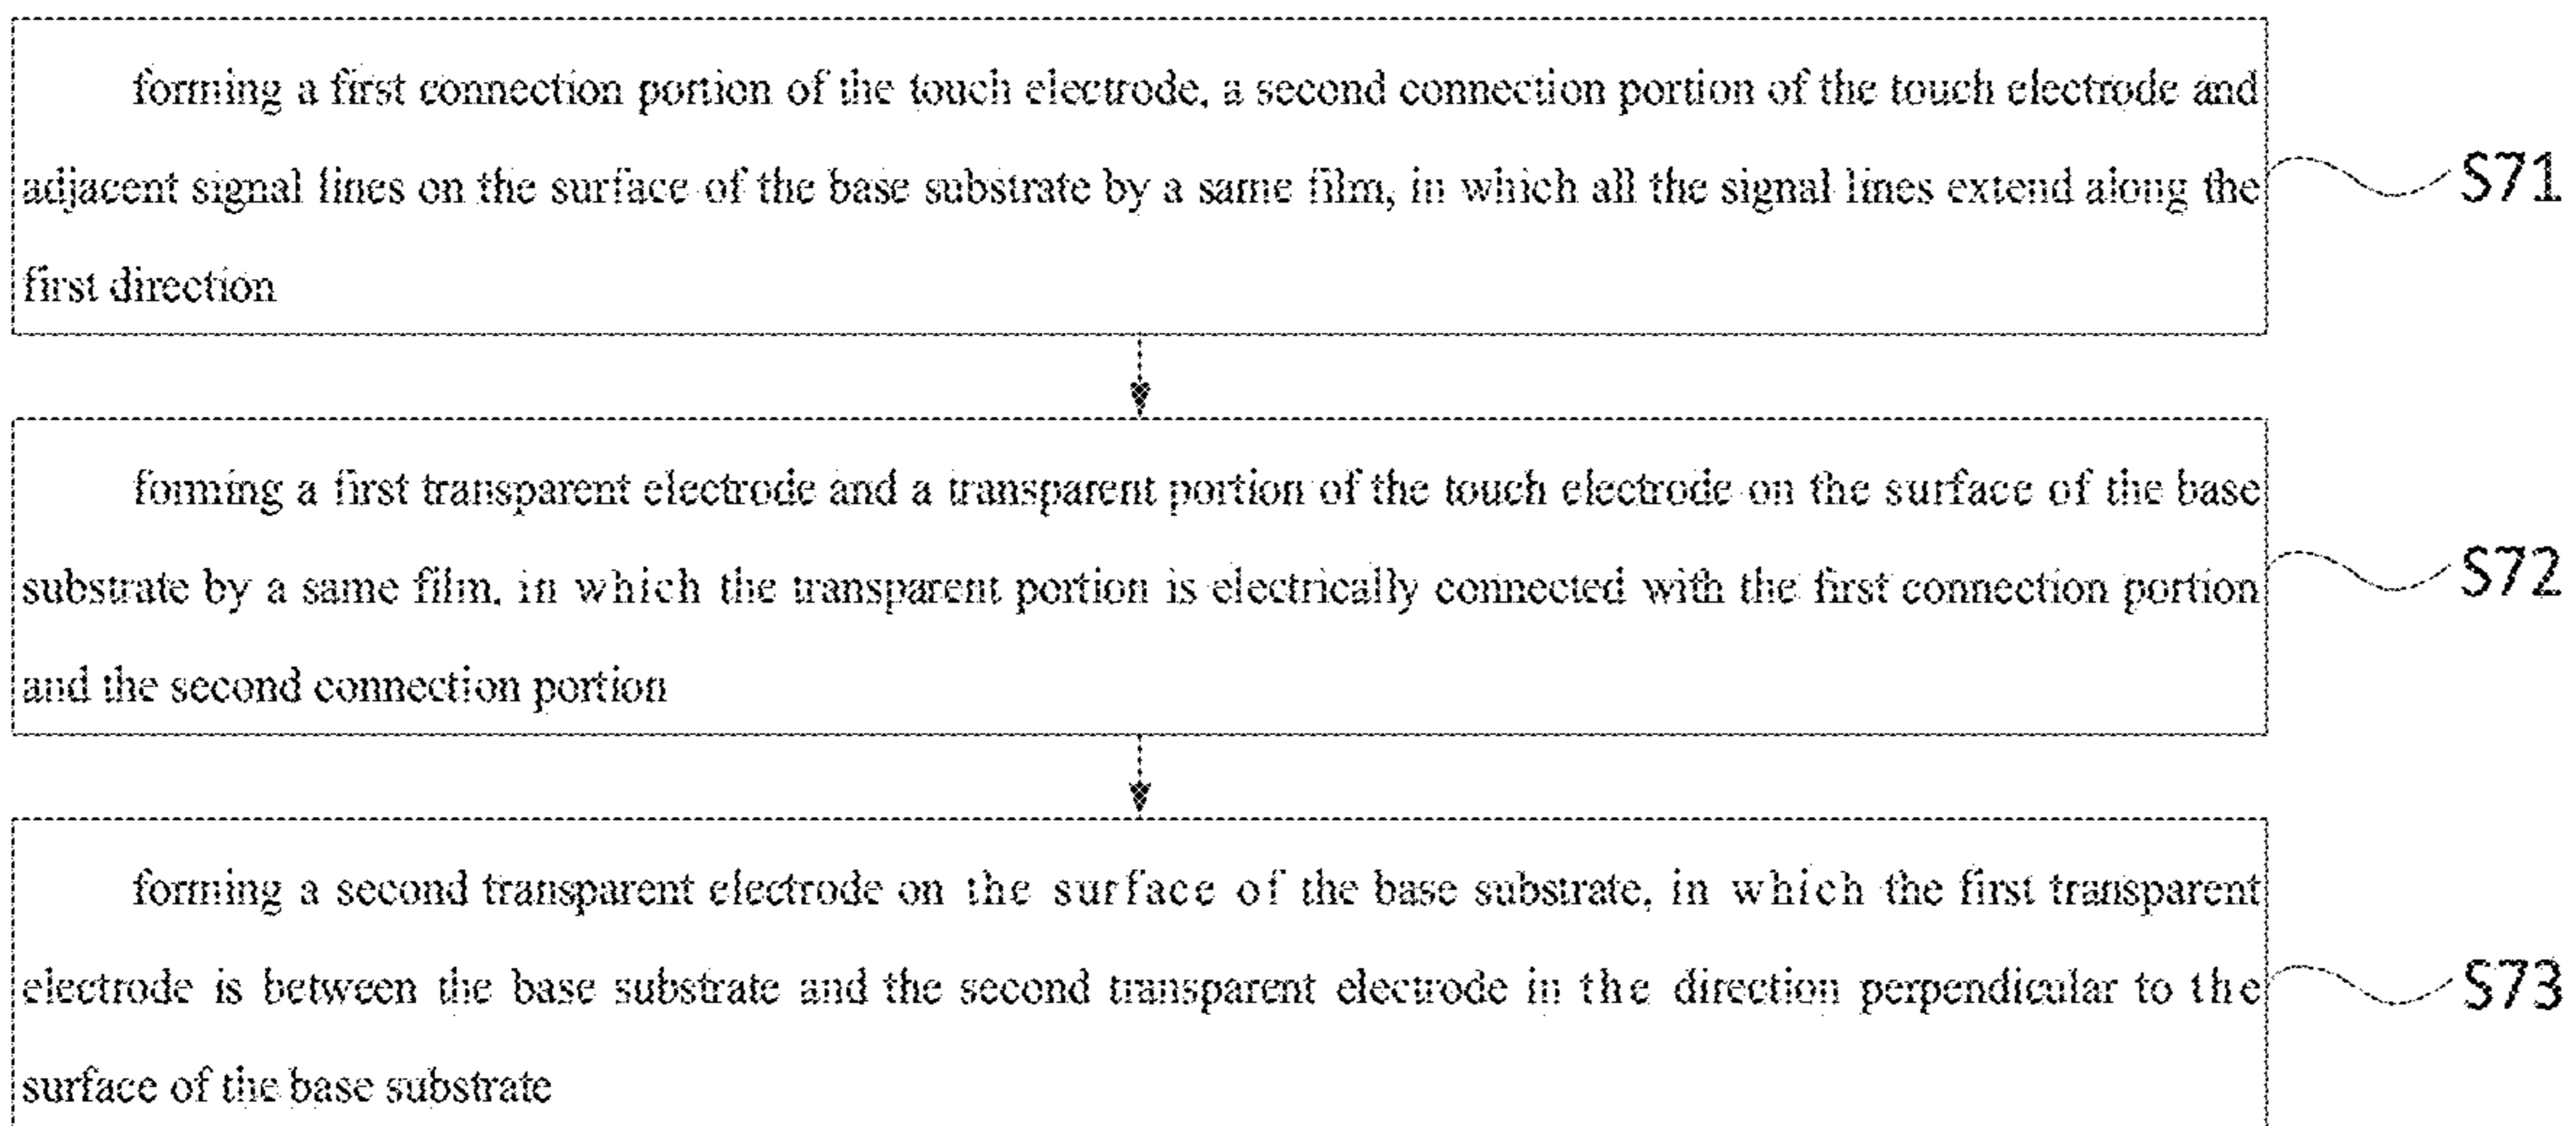 forming a first connection portion of the touch electrode, a second connection portion of the touch electrode and
adjacent signal lines on the surface of the base substrate by a same film, in which all the signal lines extend along the
first direction
S71
forming a first transparent electrode and a transparent portion of the touch electrode on the surface of the base
substrate by a same film, in which the transparent portion is electrically connected with the first connection portion
and the second connection portion
S72
forming a second transparent electrode on the surface of the base substrate, in which the first transparent
electrode is between the base substrate and the second transparent electrode in the direction perpendicular to the
surface of the base substrate
S73